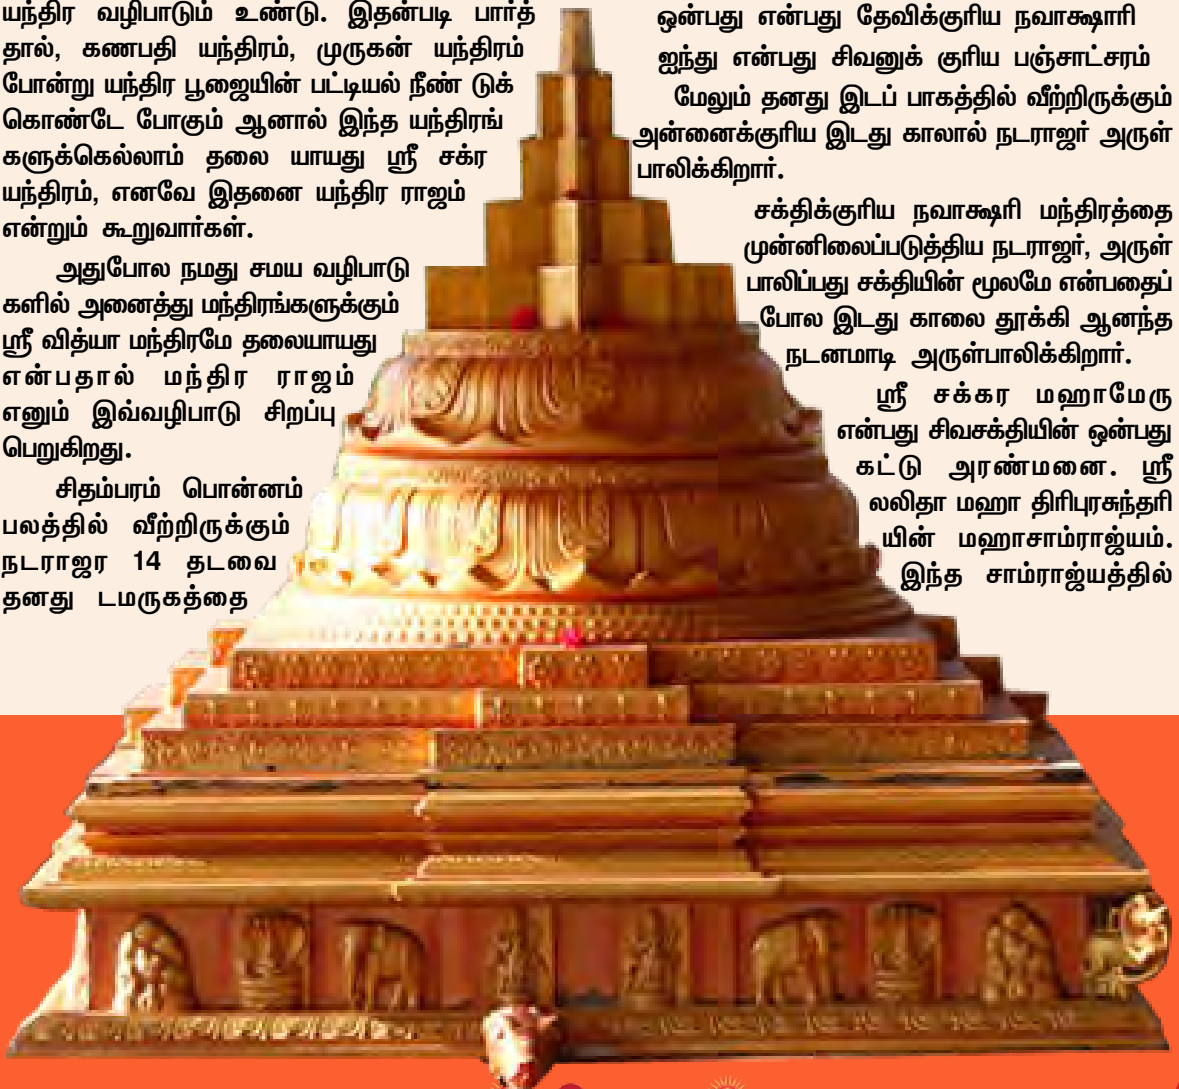 யந்திர வழிபாடும் உண்டு. இதன்படி பார்த்
தால், கணபதி யந்திரம், முருகன் யந்திரம்
போன்று யந்திர பூஜையின் பட்டியல் நீண் டுக்
கொண்டே போகும் ஆனால் இந்த யந்திரங்
களுக்கெல்லாம் தலை யாயது ஸ்ரீ சக்ர
யந்திரம், எனவே இதனை யந்திர ராஜம்
என்றும் கூறுவார்கள்.
அதுபோல நமது சமய வழிபாடு
களில் அனைத்து மந்திரங்களுக்கும்
ஸ்ரீ வித்யா மந்திரமே தலையாயது
என்பதால் மந்திர ராஜம்
எனும் இவ்வழிபாடு சிறப்பு
பெறுகிறது.
சிதம்பரம் பொன்னம்
பலத்தில் வீற்றிருக்கும்
நடராஜர 14 தடவை
தனது டமருகத்தை
ஒன்பது என்பது தேவிக்குரிய நவாக்ஷாரி
ஐந்து என்பது சிவனுக் குரிய பஞ்சாட்சரம்
மேலும் தனது இடப் பாகத்தில் வீற்றிருக்கும்
அன்னைக்குரிய இடது காலால் நடராஜர் அருள்
பாலிக்கிறார்.
சக்திக்குரிய நவாக்ஷரி மந்திரத்தை
முன்னிலைப்படுத்திய நடராஜர், அருள்
பாலிப்பது சக்தியின் மூலமே என்பதைப்
போல இடது காலை தூக்கி ஆனந்த
நடனமாடி அருள்பாலிக்கிறார்.
ஸ்ரீ சக்கர மஹாமேரு
என்பது சிவசக்தியின் ஒன்பது
கட்டு அரண்மனை. ஸ்ரீ
லலிதா மஹா திரிபுரசுந்தரி
யின் மஹாசாம்ராஜ்யம்.
இந்த சாம்ராஜ்யத்தில்